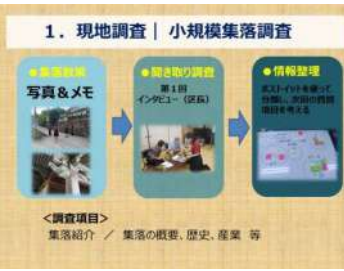 1. 現地調査│ 小規模集落調査
●集落散策
写真&メモ
●聞き取り調査
第1回
インタビュー(区長)
●情報整理
ポストイットを使って
分類し、次回の質問
項目を考える
<調査項目>
集落紹介 / 集落の概要、歴史、産業 等